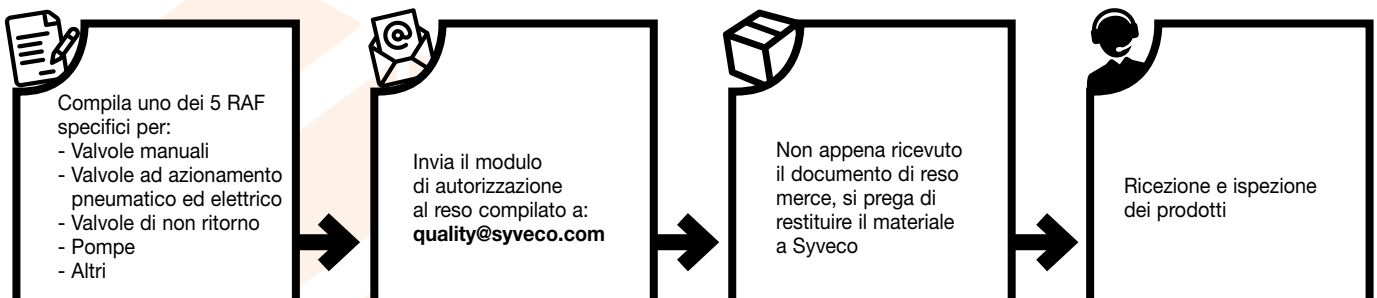 Compila uno dei 5 RAF
specifici per:
- Valvole manuali
- Valvole ad azionamento
pneumatico ed elettrico
- Valvole di non ritorno
- Pompe
- Altri
Invia il modulo
di autorizzazione
al reso compilato a:
quality@syveco.com
Non appena ricevuto
il documento di reso
merce, si prega di
restituire il materiale
a Syveco
Ricezione e ispezione
dei prodotti